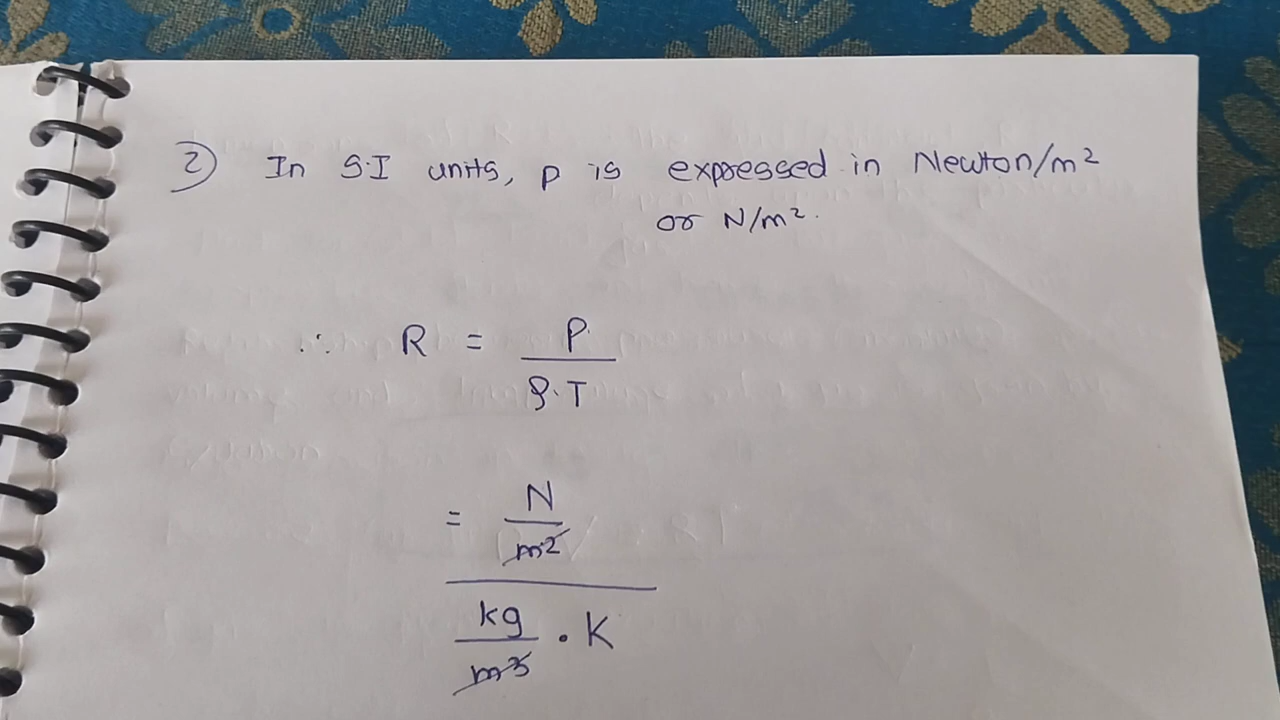 2) In S.I units, p is expressed in Newton/m²
or N/m².
∴ R = P / ρ.T
= N/m² / kg/m³ . K